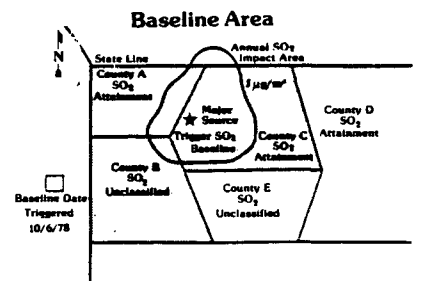 Baseline Area
N
State Line
Annual SO₂
Impact Area
County A
SO₂
Attainment
1 µg/m³
Major
Source
Trigger SO₂
Baseline
County C
SO₂
Attainment
County D
SO₂
Attainment
County B
SO₂
Unclassified
County E
SO₂
Unclassified
Baseline Date
Triggered
10/6/78